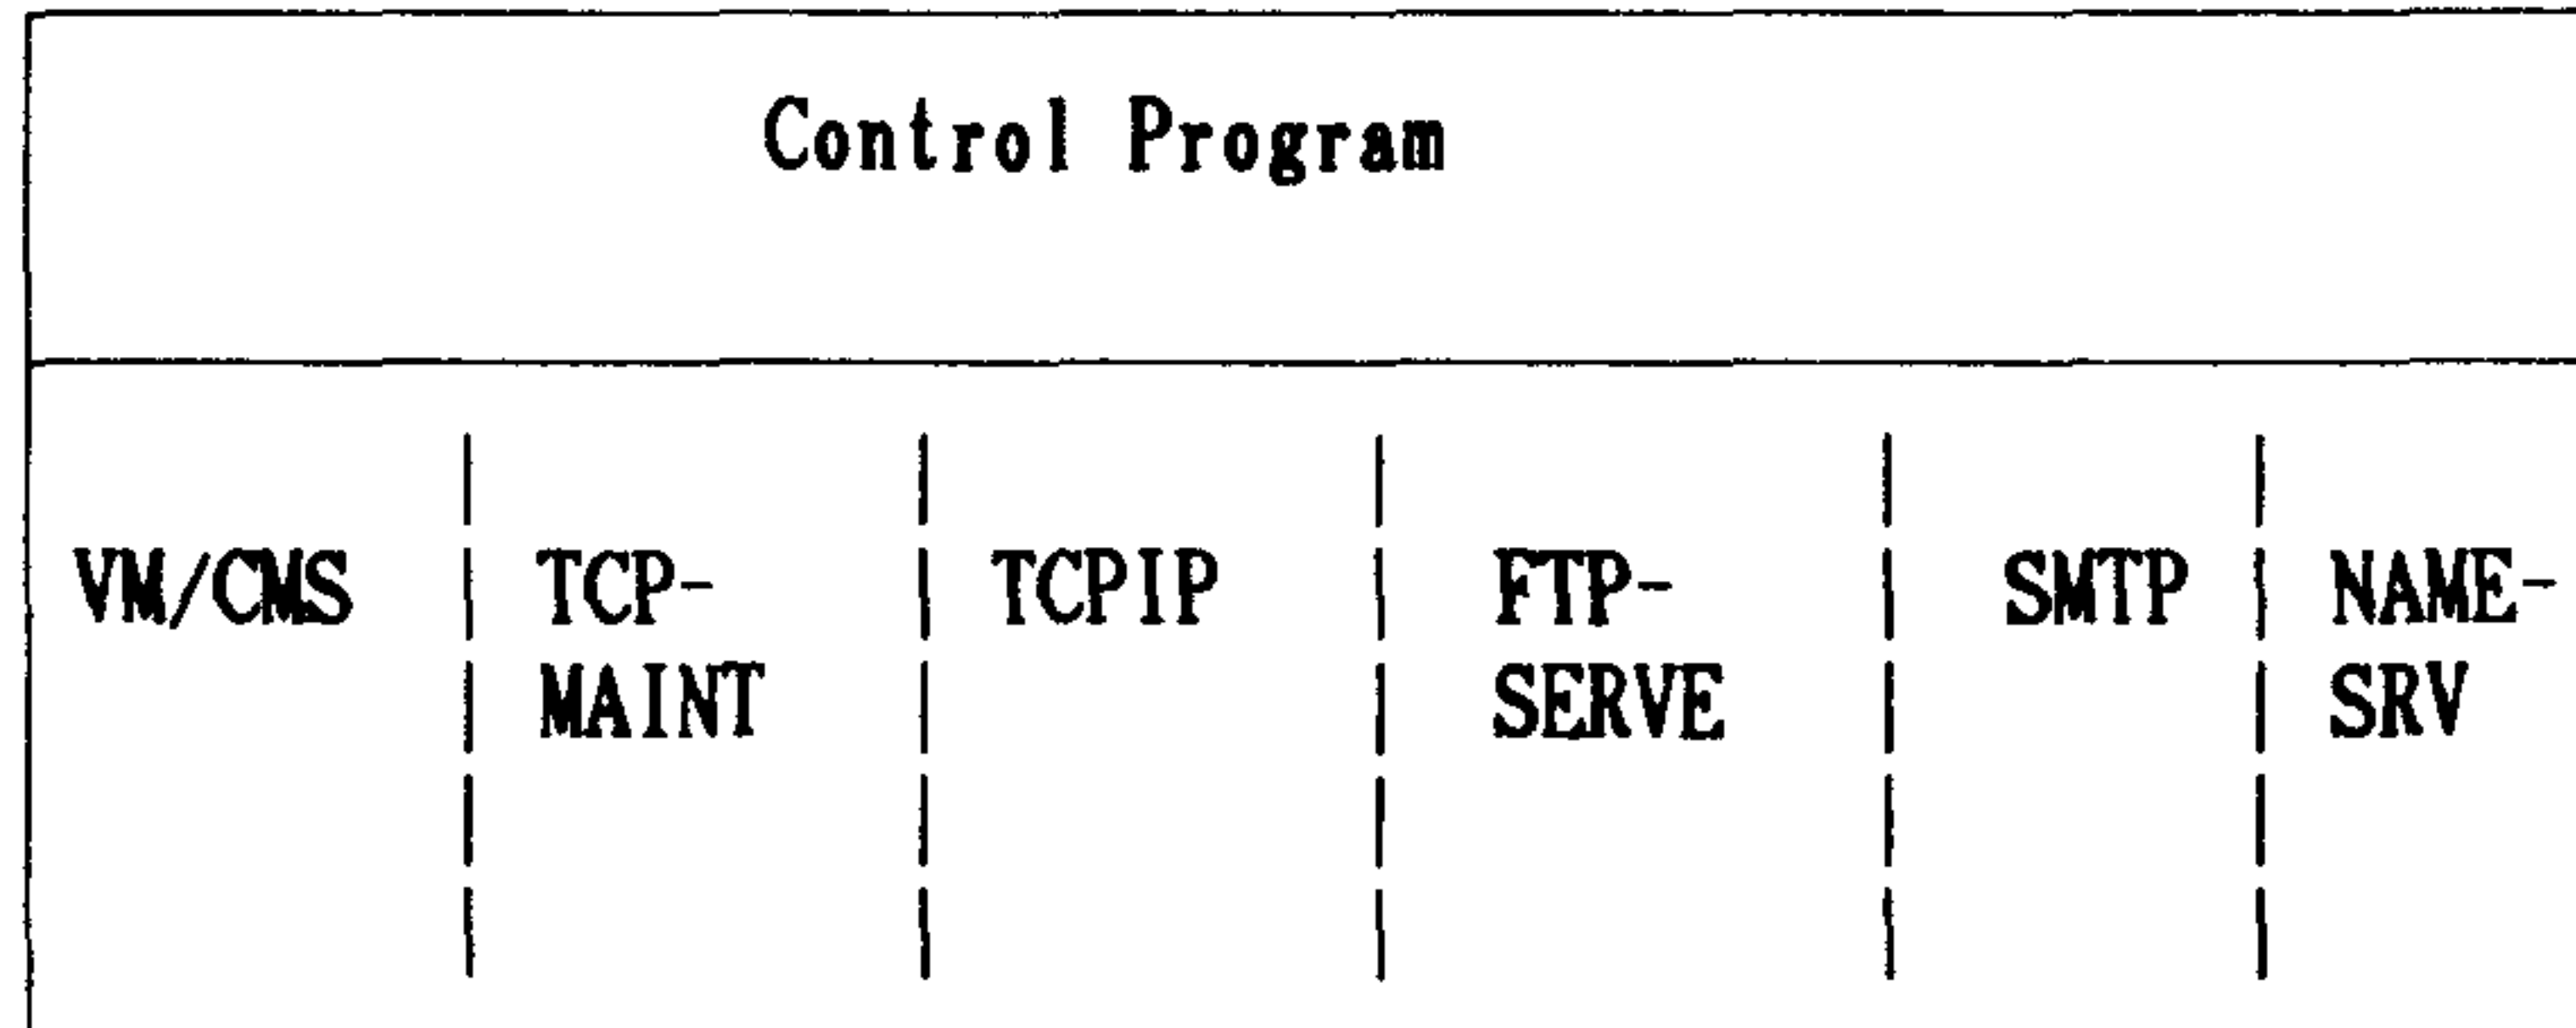 Control Program
VM/CMS TCP- TCPIP FTP- SMTP NAME-
MAINT SERVE SRV